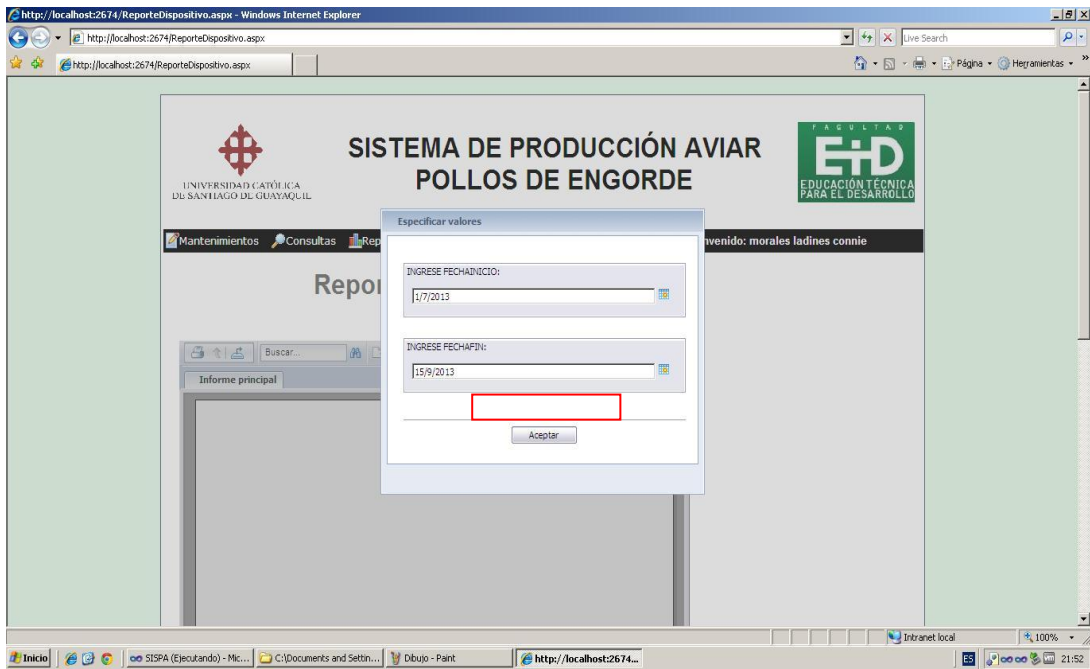 http://localhost:2674/ReporteDispositivo.aspx - Windows Internet Explorer
http://localhost:2674/ReporteDispositivo.aspx
Live Search
http://localhost:2674/ReporteDispositivo.aspx
Página
Herramientas
UNIVERSIDAD CATÓLICA
DE SANTIAGO DE GUAYAQUIL
SISTEMA DE PRODUCCIÓN AVIAR
POLLOS DE ENGORDE
FACULTAD
ETD
EDUCACIÓN TÉCNICA
PARA EL DESARROLLO
Especificar valores
Mantenimientos
Consultas
Rep
nvenido: morales ladines connie
Repor
INGRESE FECHAINICIO:
1/7/2013
INGRESE FECHAFIN:
15/9/2013
Buscar...
Informe principal
Aceptar
Intranet local
100%
Inicio
SISPA (Ejecutando) - Mic...
C:\Documents and Settin...
Dibujo - Paint
http://localhost:2674...
ES
21:52